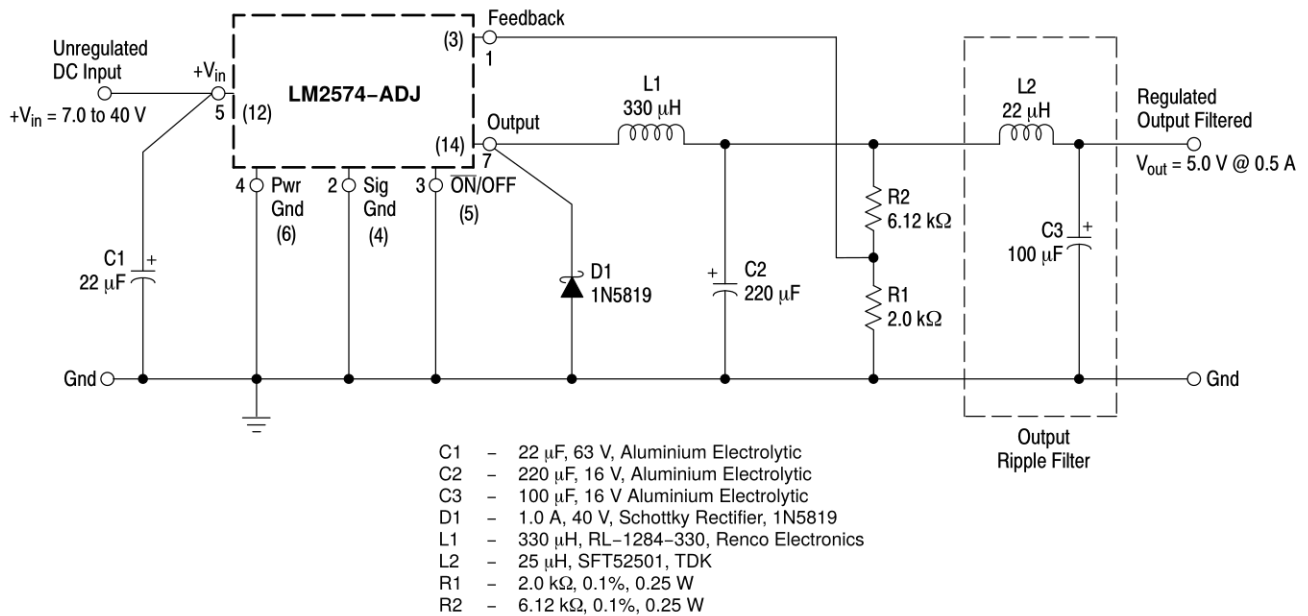 Feedback
(3)
1
Unregulated
DC Input
+Vin
LM2574–ADJ
L1
330 μH
L2
22 μH
Regulated
Output Filtered
+Vin = 7.0 to 40 V
5
(12)
Output
(14)
7
Vout = 5.0 V @ 0.5 A
4
Pwr
Gnd
(6)
2
Sig
Gnd
(4)
3
O̅N̅/OFF
(5)
R2
6.12 kΩ
C1
22 μF
+
D1
1N5819
+
C2
220 μF
R1
2.0 kΩ
C3
100 μF
+
Gnd
Gnd
Output
Ripple Filter
C1 – 22 μF, 63 V, Aluminium Electrolytic
C2 – 220 μF, 16 V, Aluminium Electrolytic
C3 – 100 μF, 16 V Aluminium Electrolytic
D1 – 1.0 A, 40 V, Schottky Rectifier, 1N5819
L1 – 330 μH, RL–1284–330, Renco Electronics
L2 – 25 μH, SFT52501, TDK
R1 – 2.0 kΩ, 0.1%, 0.25 W
R2 – 6.12 kΩ, 0.1%, 0.25 W